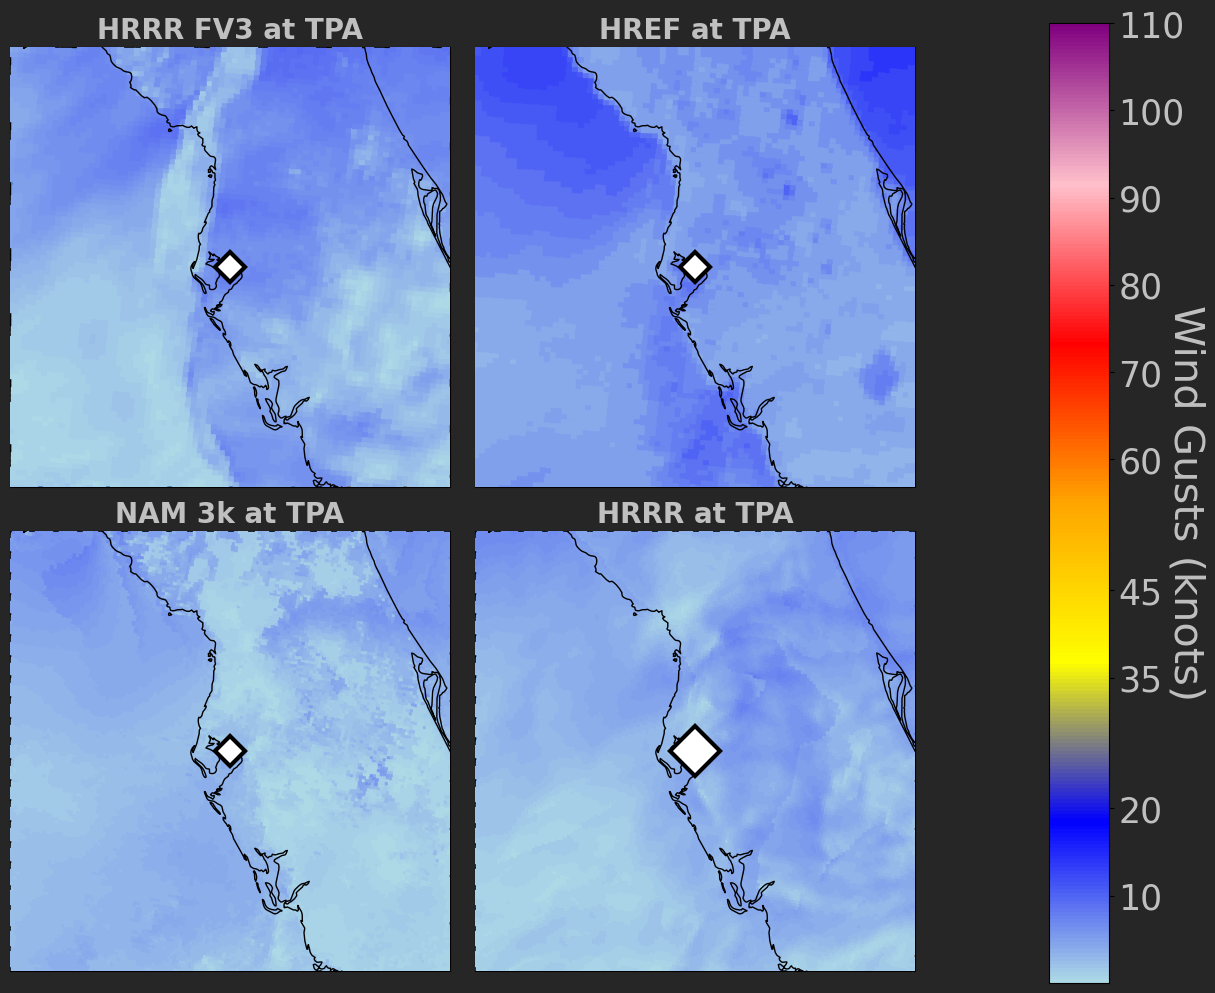 HRRR FV3 at TPA
HREF at TPA
NAM 3k at TPA
HRRR at TPA
110
100
90
80
70
60
45
35
20
10
Wind Gusts (knots)